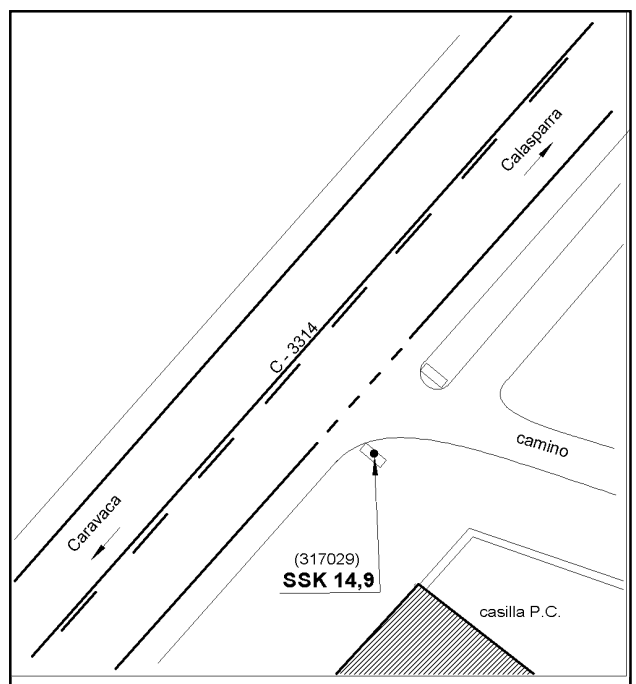 Calasparra
C - 3314
camino
Caravaca
(317029)
SSK 14,9
casilla P.C.